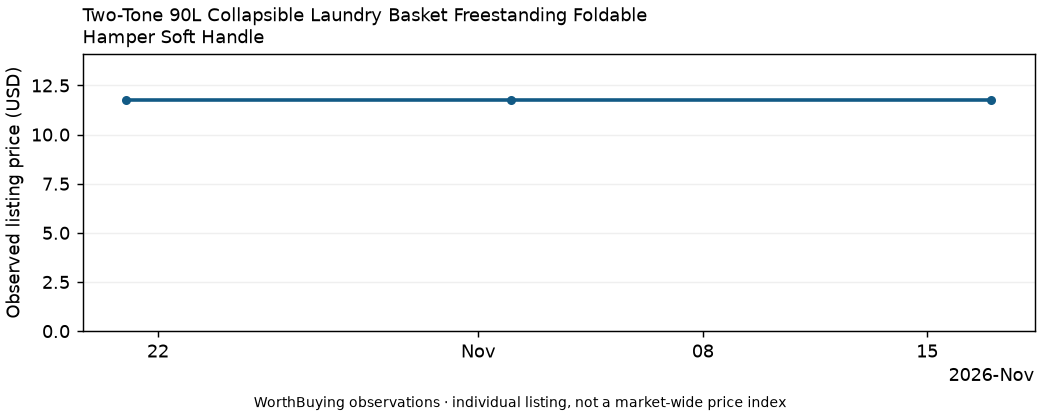 Two-Tone 90L Collapsible Laundry Basket Freestanding Foldable
Hamper Soft Handle
Observed listing price (USD)
12.5
10.0
7.5
5.0
2.5
0.0
22
Nov
08
15
2026-Nov
WorthBuying observations · individual listing, not a market-wide price index